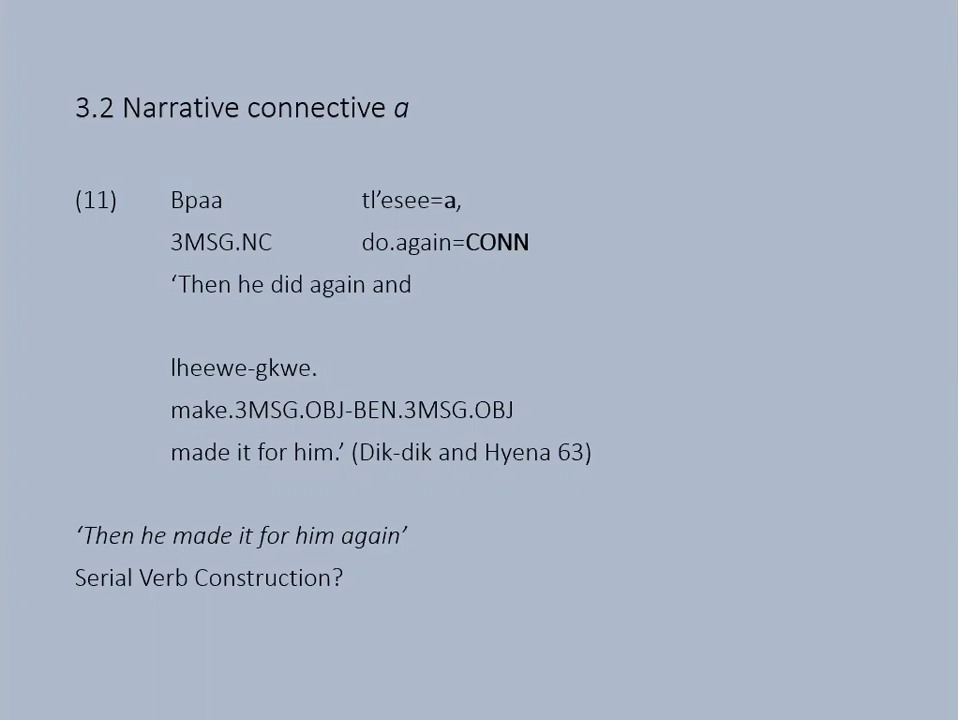 3.2 Narrative connective a
(11) Bpaa tl’esee=a,
3MSG.NC do.again=CONN
‘Then he did again and
lheewe-gkwe.
make.3MSG.OBJ-BEN.3MSG.OBJ
made it for him.’ (Dik-dik and Hyena 63)
‘Then he made it for him again’
Serial Verb Construction?